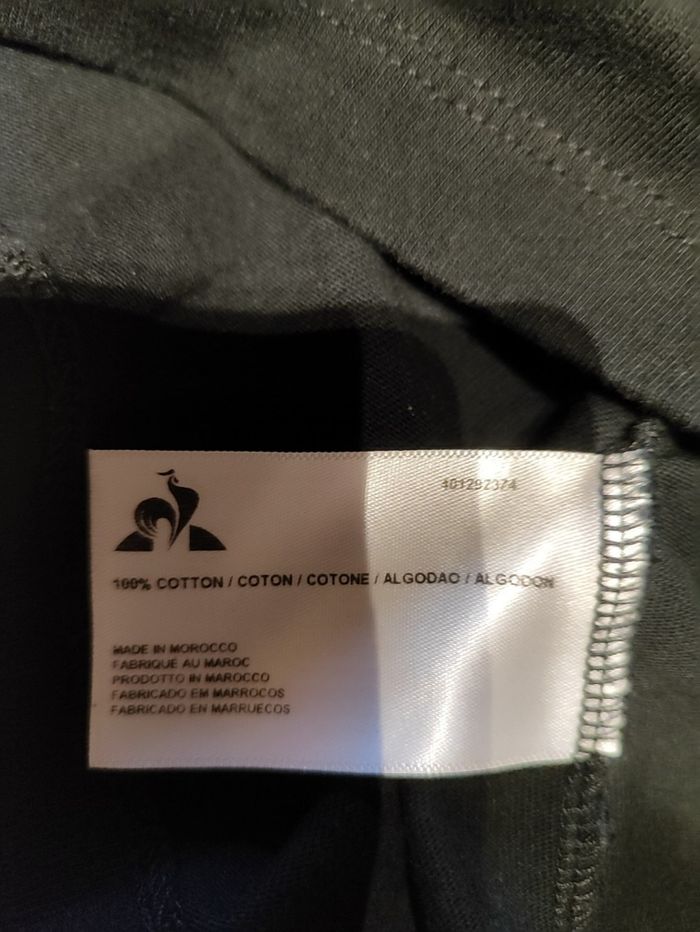 100% COTTON / COTON / COTONE / ALGODAO / ALGODON
MADE IN MOROCCO
FABRIQUE AU MAROC
PRODOTTO IN MAROCCO
FABRICADO EM MARROCOS
FABRICADO EN MARRUECOS